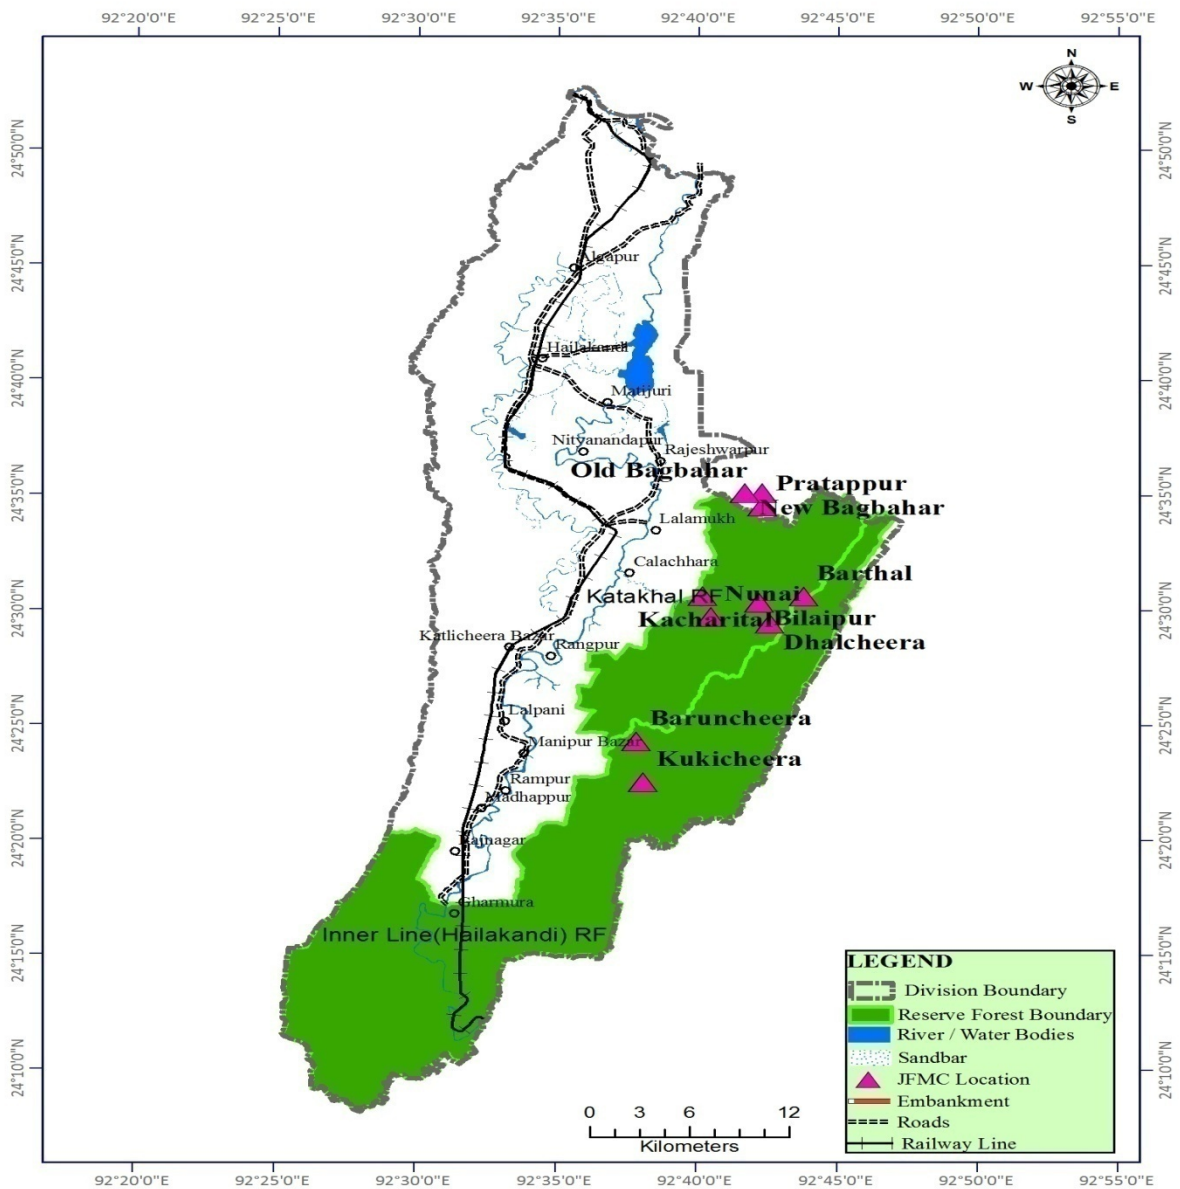 92°20'0"E 92°25'0"E 92°30'0"E 92°35'0"E 92°40'0"E 92°45'0"E 92°50'0"E 92°55'0"E
N
W E
S
24°50'0"N 24°50'0"N
24°45'0"N 24°45'0"N
Algapur
Hailakandi
24°40'0"N 24°40'0"N
Matijuri
Nityanandapur
Rajeshwarpur
Old Bagbahar
Pratappur
24°35'0"N 24°35'0"N
New Bagbahar
Lalamukh
Calachhara
Barthal
Katakhal RF
Nunai
24°30'0"N 24°30'0"N
Kacharital
Bilaipur
Katlicheera Bazar
Rangpur
Dhalcheera
Lalpani
Baruncheera
24°25'0"N 24°25'0"N
Manipur Bazar
Kukicheera
Rampur
Madhappur
24°20'0"N 24°20'0"N
Rajnagar
Gharmura
Inner Line(Hailakandi) RF
24°15'0"N 24°15'0"N
LEGEND
Division Boundary
Reserve Forest Boundary
River / Water Bodies
Sandbar
24°10'0"N 24°10'0"N
JFMC Location
Embankment
Roads
Railway Line
0 3 6 12
Kilometers
92°20'0"E 92°25'0"E 92°30'0"E 92°35'0"E 92°40'0"E 92°45'0"E 92°50'0"E 92°55'0"E